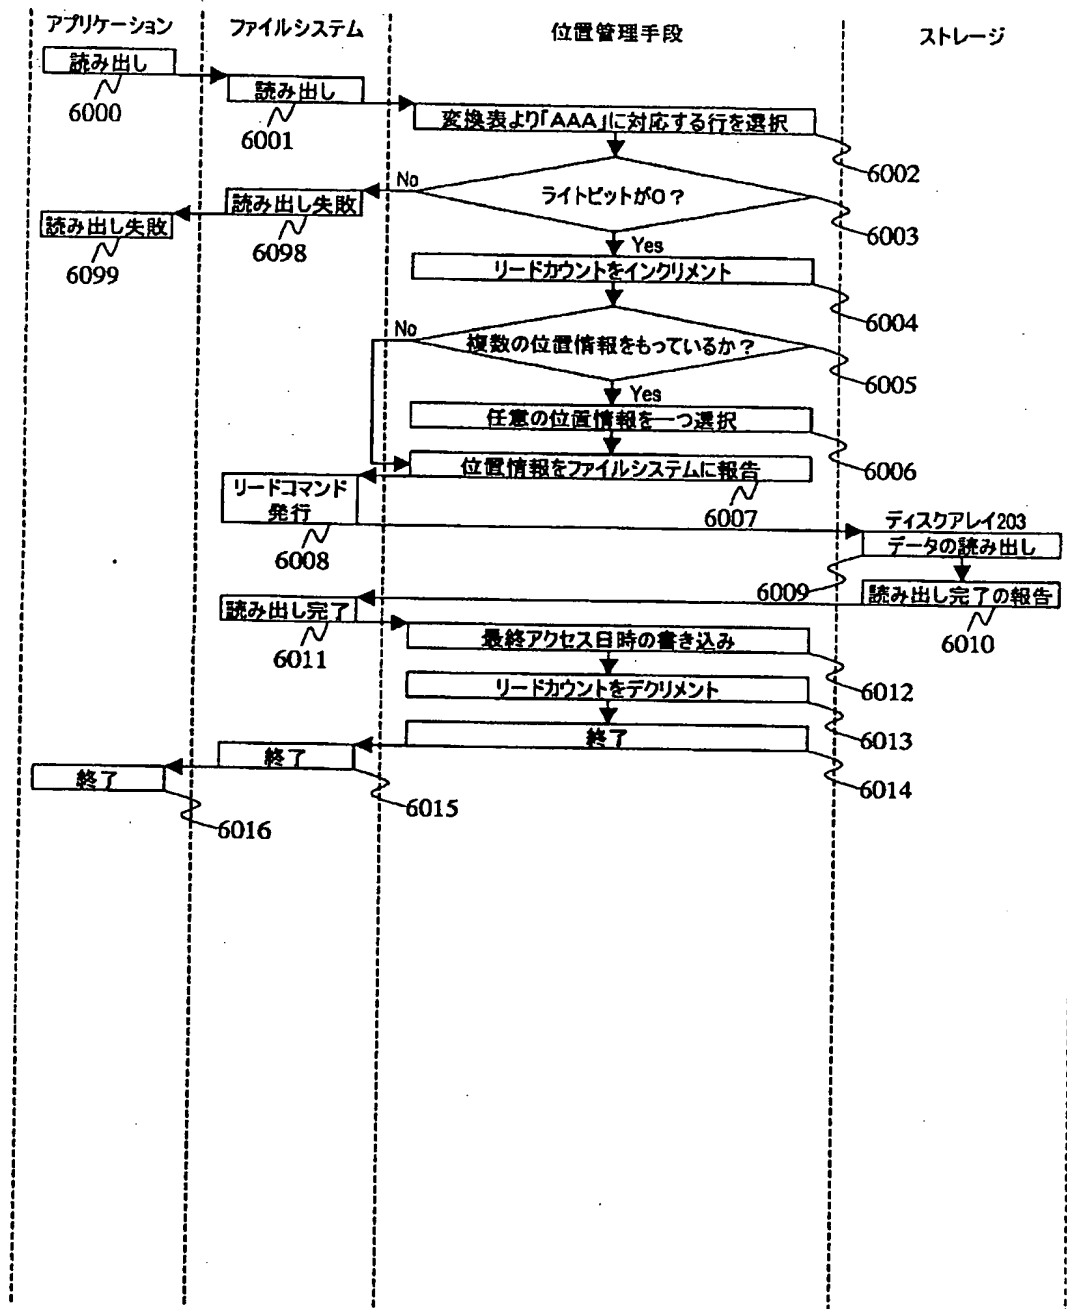 アプリケーション
ファイルシステム
位置管理手段
ストレージ
読み出し
6000
読み出し
6001
変換表より「AAA」に対応する行を選択
6002
ライトビットが0？
6003
No
Yes
読み出し失敗
6098
読み出し失敗
6099
リードカウントをインクリメント
6004
複数の位置情報をもっているか？
6005
No
Yes
任意の位置情報を一つ選択
6006
位置情報をファイルシステムに報告
6007
リードコマンド
発行
6008
ディスクアレイ203
データの読み出し
6009
読み出し完了の報告
6010
読み出し完了
6011
最終アクセス日時の書き込み
6012
リードカウントをデクリメント
6013
終了
6014
終了
6015
終了
6016